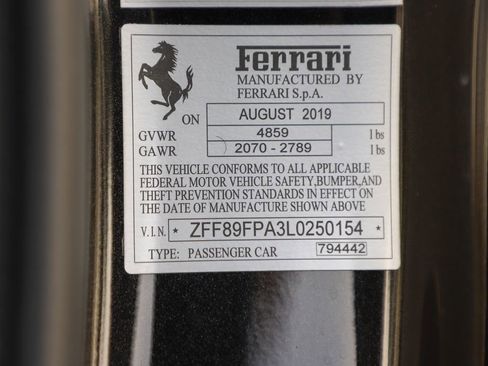 Ferrari
MANUFACTURED BY
FERRARI S.p.A.
ON AUGUST 2019
GVWR 4859 lbs
GAWR 2070 - 2789 lbs
THIS VEHICLE CONFORMS TO ALL APPLICABLE
FEDERAL MOTOR VEHICLE SAFETY,BUMPER,AND
THEFT PREVENTION STANDARDS IN EFFECT ON
THE DATE OF MANUFACTURE SHOWN ABOVE
V.I.N. * ZFF89FPA3L0250154 *
TYPE: PASSENGER CAR 794442